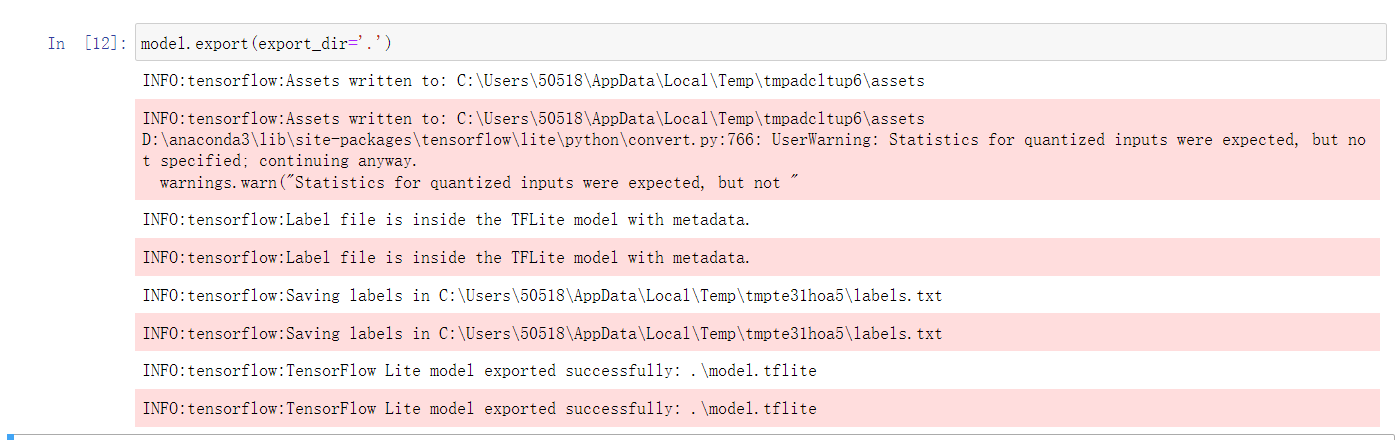 In [12]: model.export(export_dir='.')
INFO:tensorflow:Assets written to: C:\Users\50518\AppData\Local\Temp\tmpadcltup6\assets
INFO:tensorflow:Assets written to: C:\Users\50518\AppData\Local\Temp\tmpadcltup6\assets
D:\anaconda3\lib\site-packages\tensorflow\lite\python\convert.py:766: UserWarning: Statistics for quantized inputs were expected, but no
t specified; continuing anyway.
  warnings.warn("Statistics for quantized inputs were expected, but not "
INFO:tensorflow:Label file is inside the TFLite model with metadata.
INFO:tensorflow:Label file is inside the TFLite model with metadata.
INFO:tensorflow:Saving labels in C:\Users\50518\AppData\Local\Temp\tmpte31hoa5\labels.txt
INFO:tensorflow:Saving labels in C:\Users\50518\AppData\Local\Temp\tmpte31hoa5\labels.txt
INFO:tensorflow:TensorFlow Lite model exported successfully: .\model.tflite
INFO:tensorflow:TensorFlow Lite model exported successfully: .\model.tflite